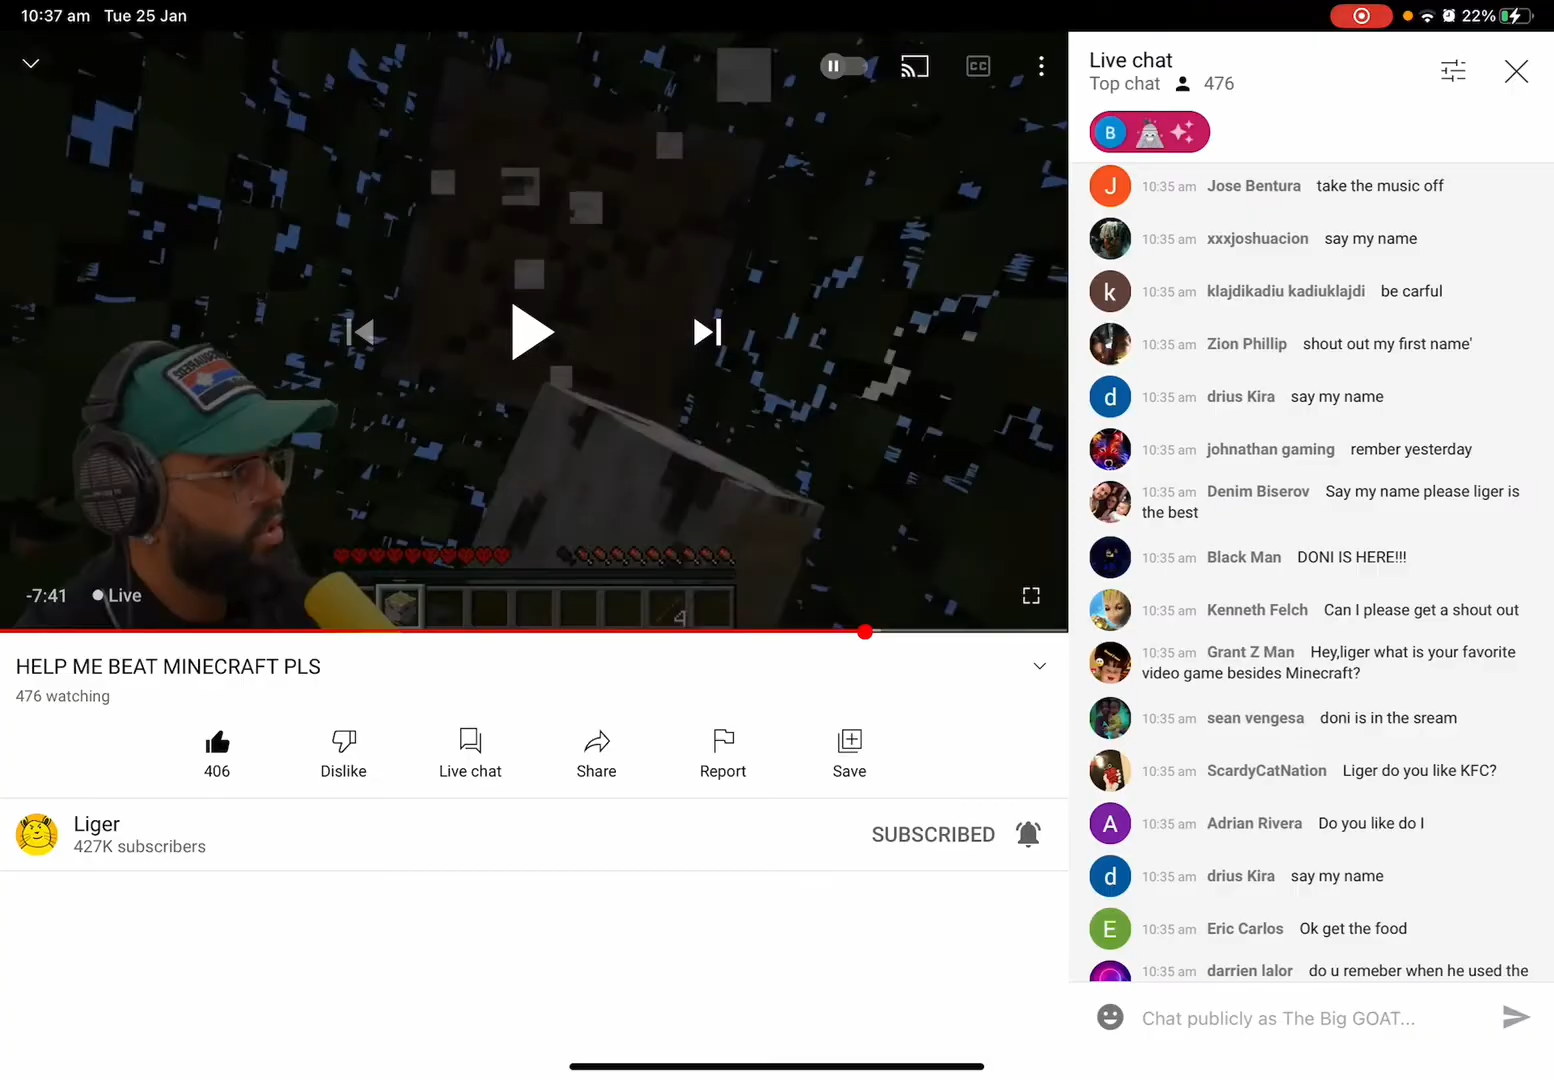 10:37 am Tue 25 Jan
22%
CC
Live chat
Top chat 476
B
J 10:35 am Jose Bentura take the music off
10:35 am xxxjoshuacion say my name
k 10:35 am klajdikadiu kadiuklajdi be carful
10:35 am Zion Phillip shout out my first name'
d 10:35 am drius Kira say my name
10:35 am johnathan gaming rember yesterday
10:35 am Denim Biserov Say my name please liger is
the best
10:35 am Black Man DONI IS HERE!!!
10:35 am Kenneth Felch Can I please get a shout out
10:35 am Grant Z Man Hey,liger what is your favorite
video game besides Minecraft?
10:35 am sean vengesa doni is in the sream
10:35 am ScardyCatNation Liger do you like KFC?
A 10:35 am Adrian Rivera Do you like do I
d 10:35 am drius Kira say my name
E 10:35 am Eric Carlos Ok get the food
10:35 am darrien lalor do u remeber when he used the
Chat publicly as The Big GOAT...
4
-7:41 Live
HELP ME BEAT MINECRAFT PLS
476 watching
406 Dislike Live chat Share Report Save
Liger
427K subscribers
SUBSCRIBED